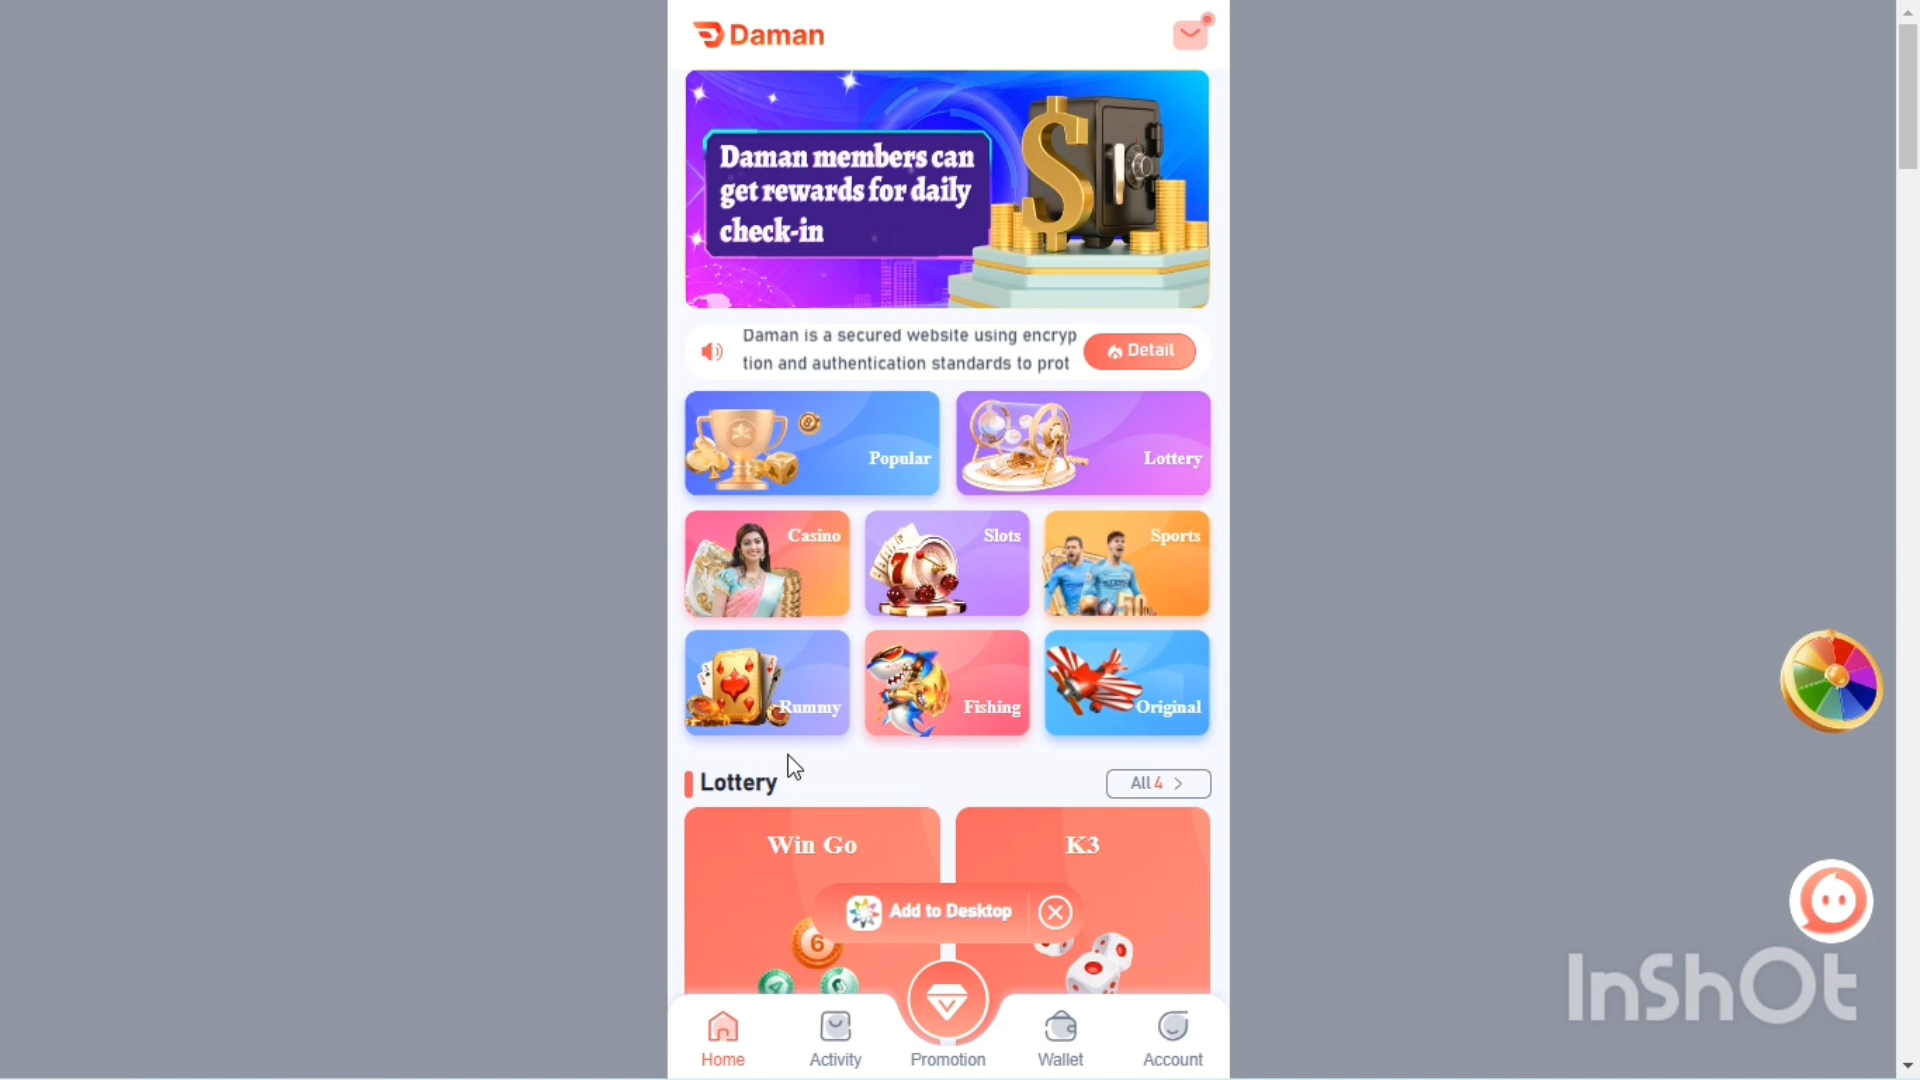 Daman
Daman members can
get rewards for daily
check-in
Daman is a secured website using encryp
tion and authentication standards to prot
Detail
Popular
Lottery
Casino
Slots
Sports
Rummy
Fishing
Original
Lottery
All 4 >
Win Go
K3
Add to Desktop
6
Home
Activity
Promotion
Wallet
Account
InShOt